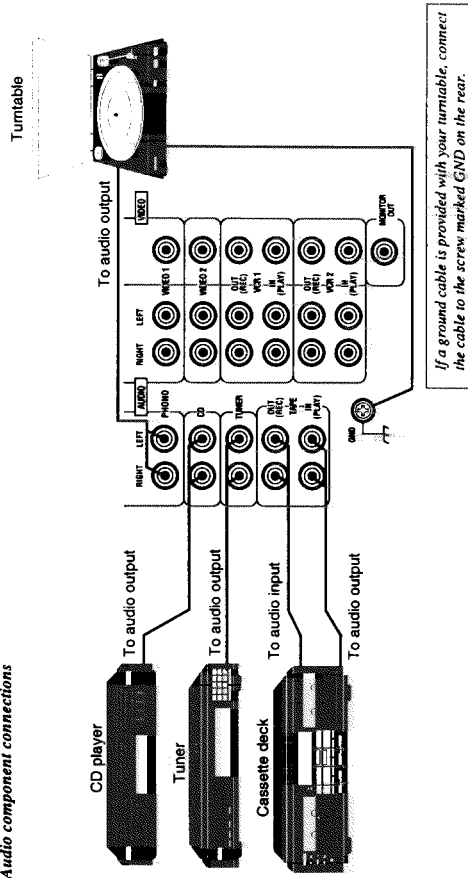 Audio component connections
Turntable
CD player
To audio output
To audio output
Tuner
To audio output
Cassette deck
To audio input
To audio output
AUDIO
VIDEO
RIGHT
LEFT
RIGHT
LEFT
PHONO
VIDEO 1
CD
VIDEO 2
TUNER
OUT
(REC)
VCR 1
IN
(PLAY)
OUT
(REC)
TAPE
IN
(PLAY)
OUT
(REC)
VCR 2
IN
(PLAY)
GND
MONITOR
OUT
If a ground cable is provided with your turntable, connect
the cable to the screw marked GND on the rear.